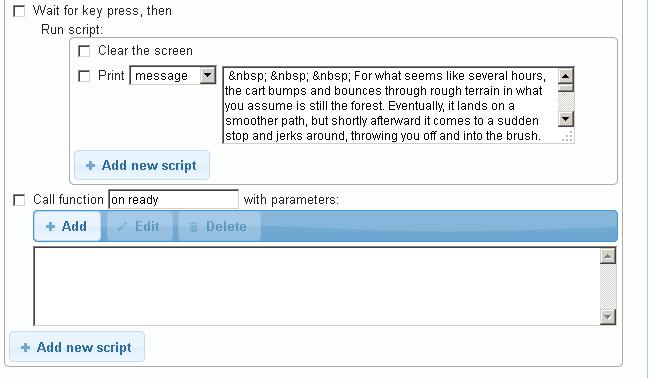 Wait for key press, then
Run script:
Clear the screen
Print message &nbsp; &nbsp; &nbsp; For what seems like several hours,
the cart bumps and bounces through rough terrain in what
you assume is still the forest. Eventually, it lands on a
smoother path, but shortly afterward it comes to a sudden
stop and jerks around, throwing you off and into the brush.
+ Add new script
Call function on ready with parameters:
+ Add Edit Delete
+ Add new script